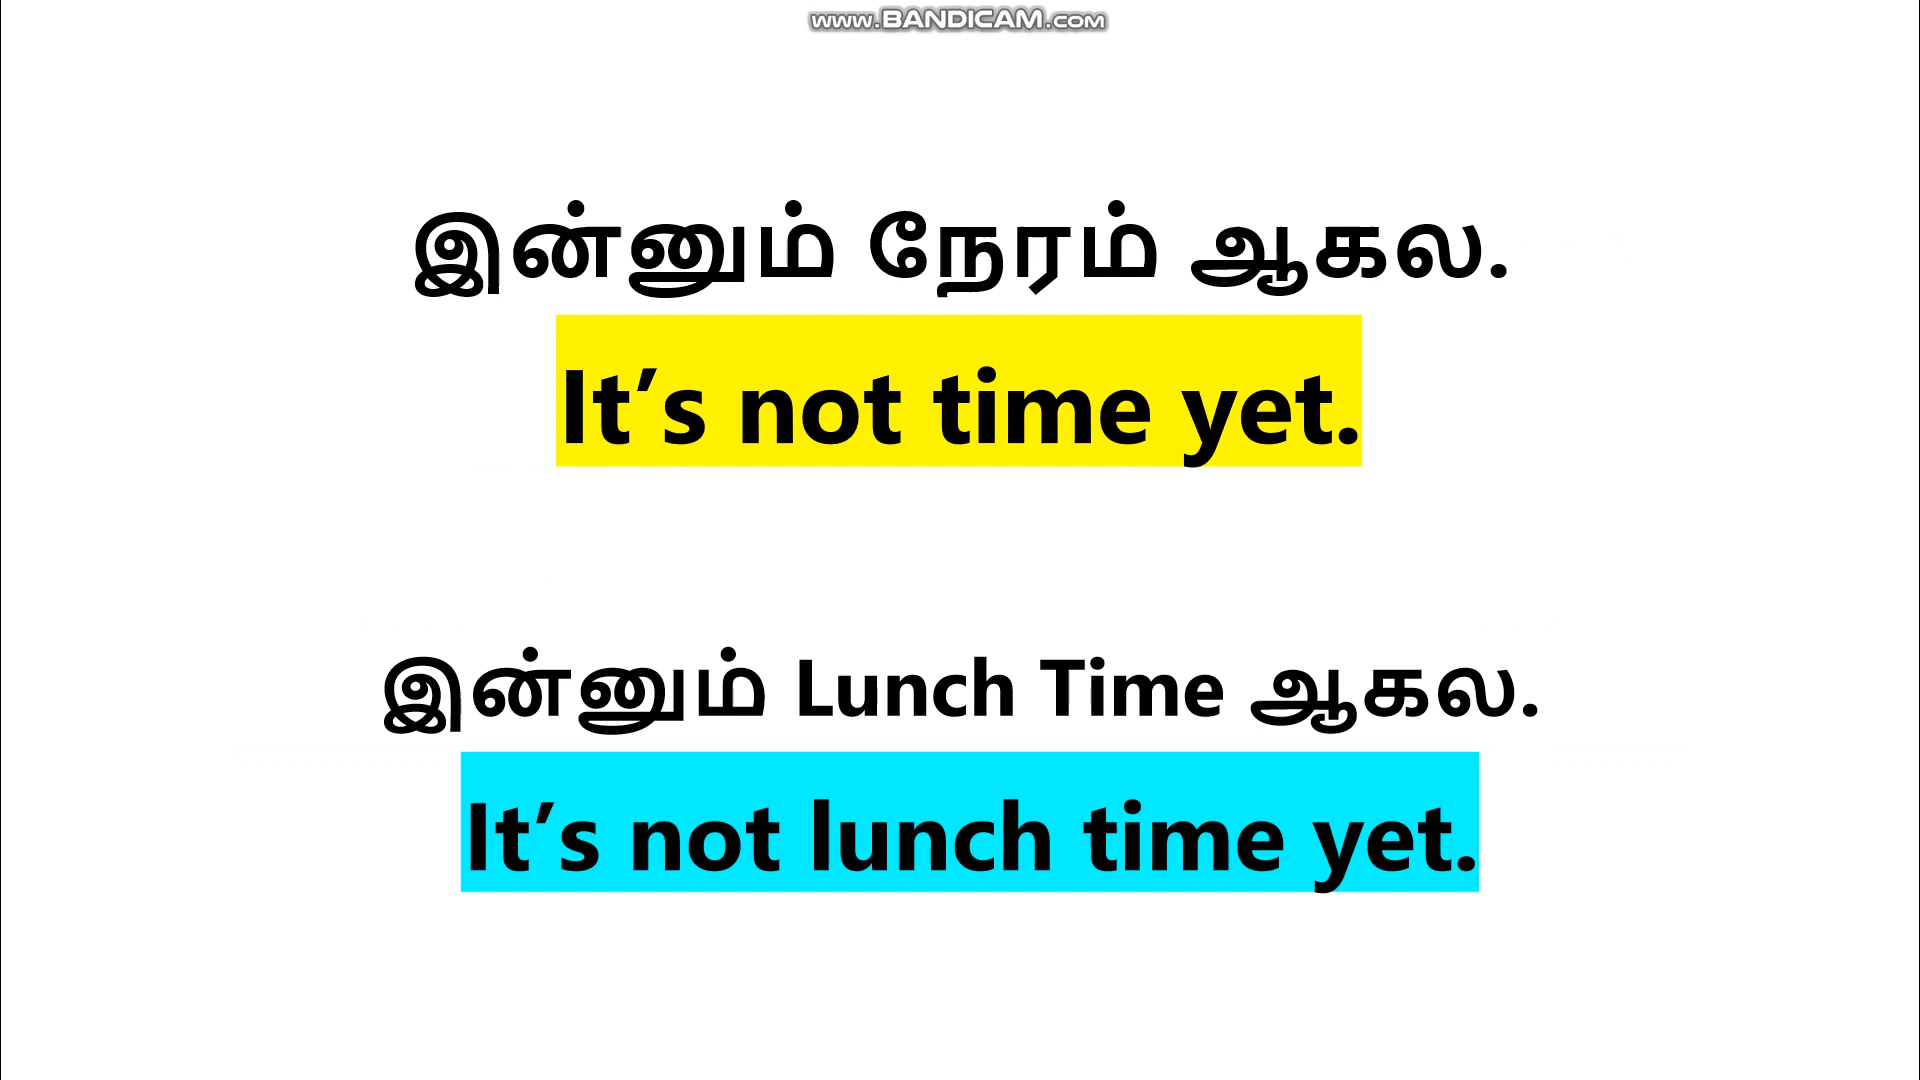 www.BANDICAM.com
இன்னும் நேரம் ஆகல.
It’s not time yet.
இன்னும் Lunch Time ஆகல.
It’s not lunch time yet.